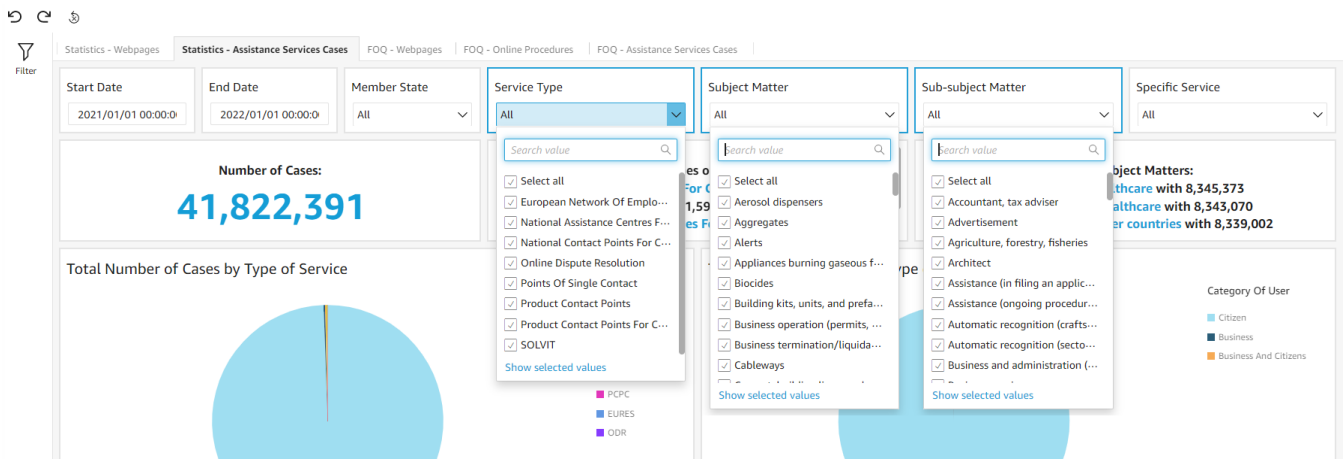 Filter
Statistics - Webpages
Statistics - Assistance Services Cases
FOQ - Webpages
FOQ - Online Procedures
FOQ - Assistance Services Cases
Start Date
2021/01/01 00:00:0
End Date
2022/01/01 00:00:0
Member State
All
Service Type
All
Subject Matter
All
Sub-subject Matter
All
Specific Service
All
Number of Cases:
41,822,391
Search value
Select all
European Network Of Emplo...
National Assistance Centres F...
National Contact Points For C...
Online Dispute Resolution
Points Of Single Contact
Product Contact Points
Product Contact Points For C...
SOLVIT
Show selected values
es o
For C
1,59
es Fo
Search value
Select all
Aerosol dispensers
Aggregates
Alerts
Appliances burning gaseous f...
Biocides
Building kits, units, and prefa...
Business operation (permits, ...
Business termination/liquida...
Cableways
Show selected values
Search value
Select all
Accountant, tax adviser
Advertisement
Agriculture, forestry, fisheries
Architect
Assistance (in filing an applic...
Assistance (ongoing procedur...
Automatic recognition (crafts...
Automatic recognition (secto...
Business and administration (...
Show selected values
bject Matters:
lthcare with 8,345,373
althcare with 8,343,070
er countries with 8,339,002
Total Number of Cases by Type of Service
PCPC
EURES
ODR
ype
Category Of User
Citizen
Business
Business And Citizens